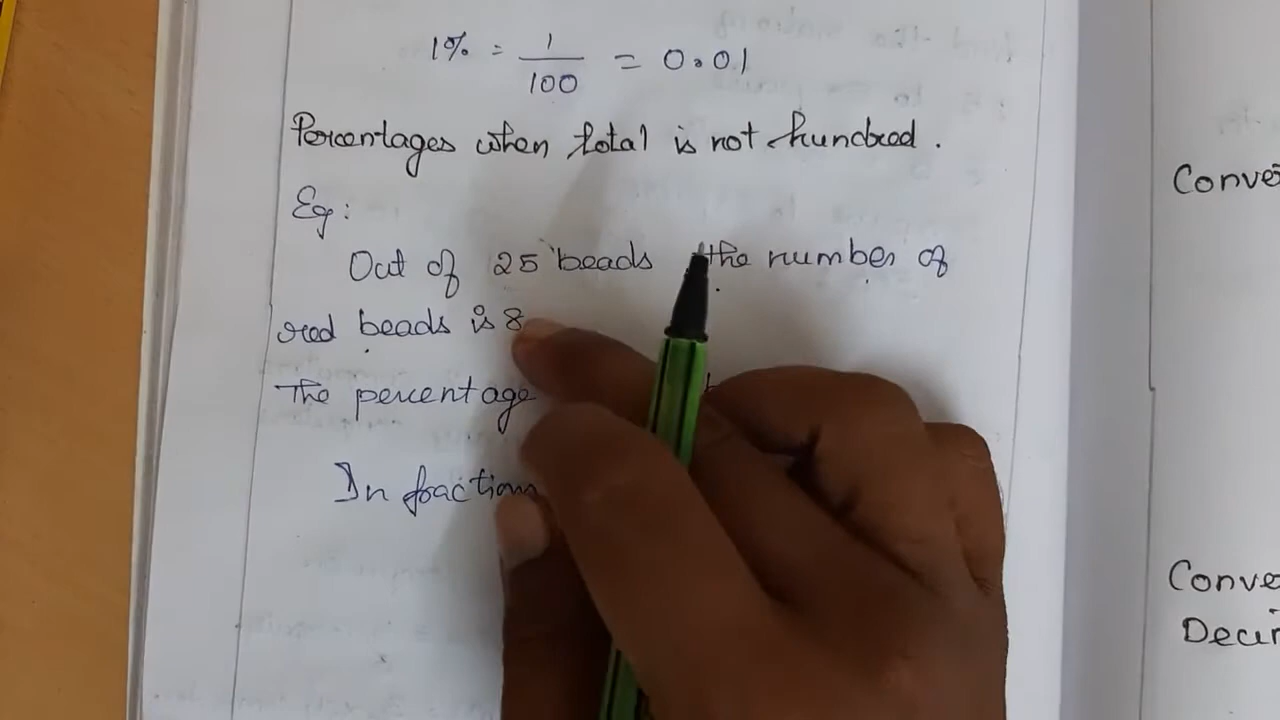 1% = 1/100 = 0.01
Percentages when total is not hundred.
Eg:
Out of 25 beads the number of
red beads is 8
The percentage
In fraction
Conve
Conve
Decim